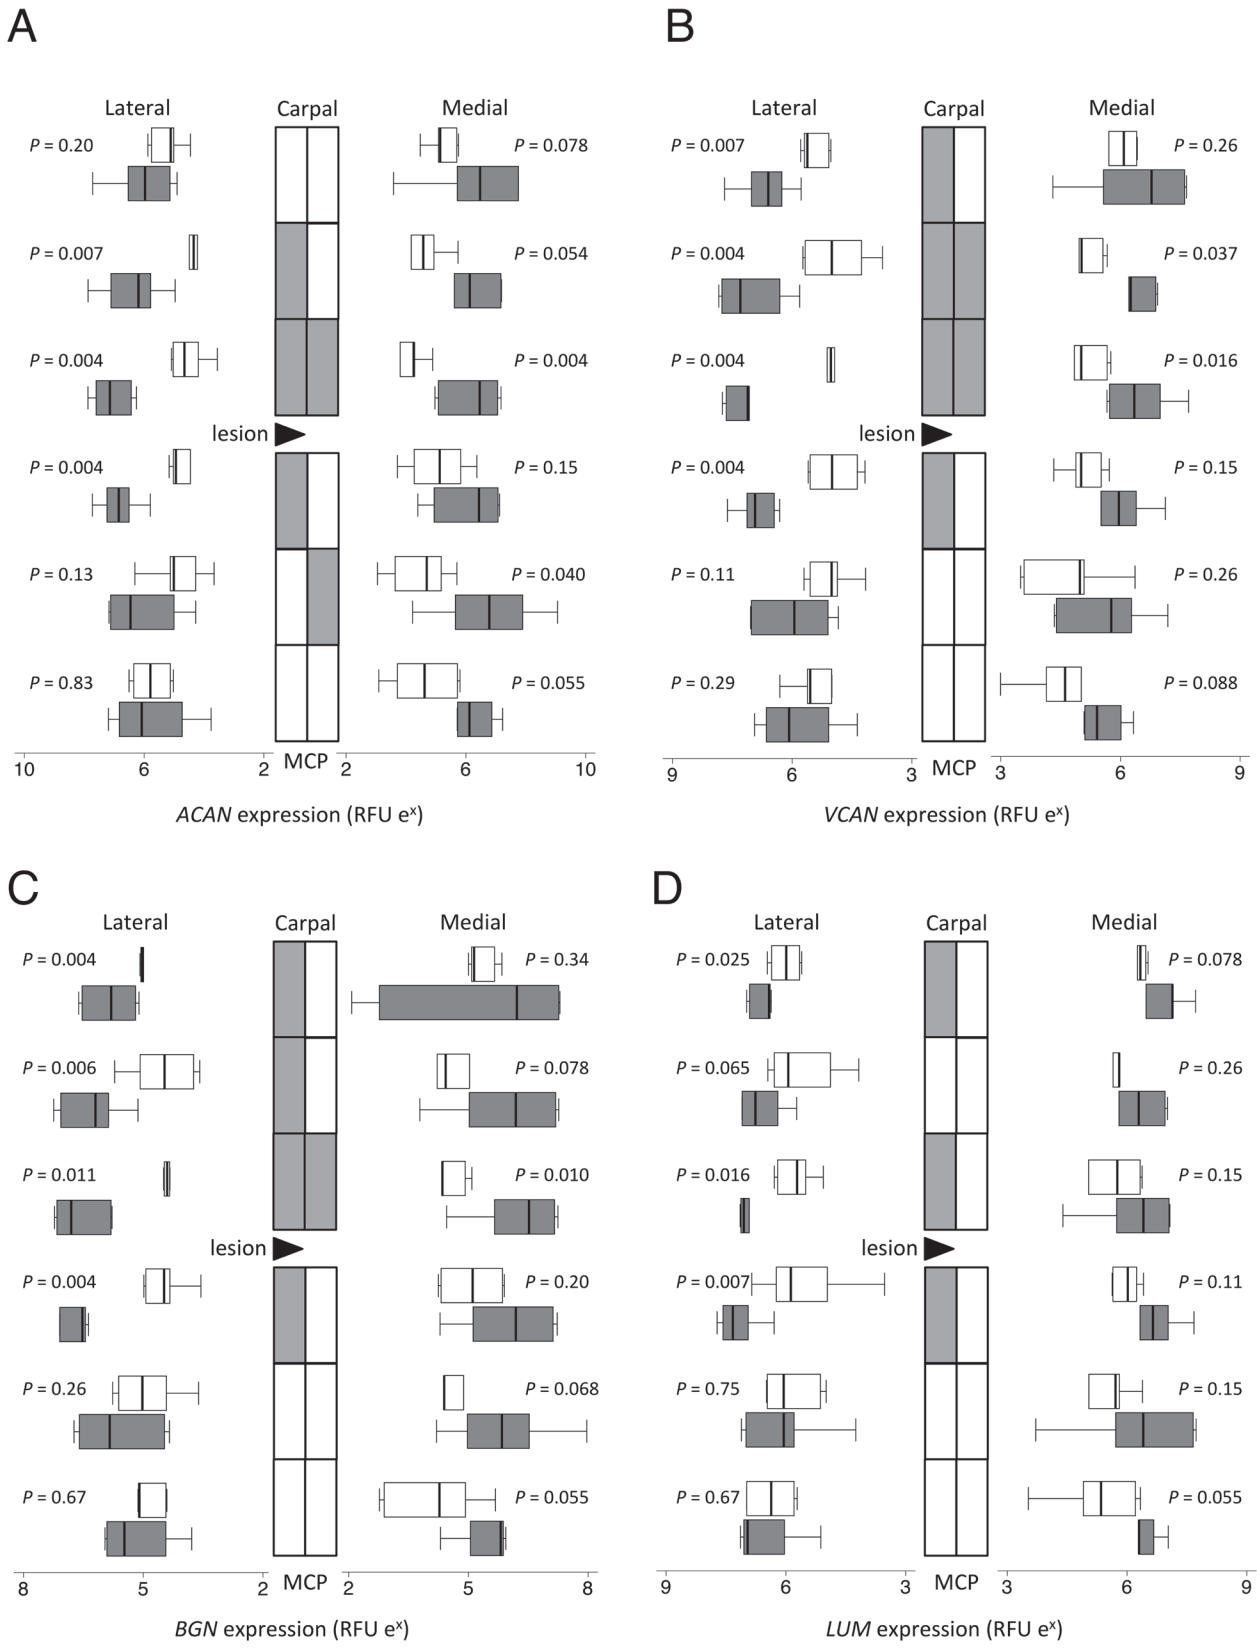 A
B
Lateral Carpal Medial
Lateral Carpal Medial
P = 0.20
P = 0.078
P = 0.007
P = 0.26
P = 0.007
P = 0.054
P = 0.004
P = 0.037
P = 0.004
P = 0.004
P = 0.004
P = 0.016
lesion
lesion
P = 0.004
P = 0.15
P = 0.004
P = 0.15
P = 0.13
P = 0.040
P = 0.11
P = 0.26
P = 0.83
P = 0.055
P = 0.29
P = 0.088
10 6 2 MCP 2 6 10
9 6 3 MCP 3 6 9
ACAN expression (RFU eˣ)
VCAN expression (RFU eˣ)
C
D
Lateral Carpal Medial
Lateral Carpal Medial
P = 0.004
P = 0.34
P = 0.025
P = 0.078
P = 0.006
P = 0.078
P = 0.065
P = 0.26
P = 0.011
P = 0.010
P = 0.016
P = 0.15
lesion
lesion
P = 0.004
P = 0.20
P = 0.007
P = 0.11
P = 0.26
P = 0.068
P = 0.75
P = 0.15
P = 0.67
P = 0.055
P = 0.67
P = 0.055
8 5 2 MCP 2 5 8
9 6 3 MCP 3 6 9
BGN expression (RFU eˣ)
LUM expression (RFU eˣ)